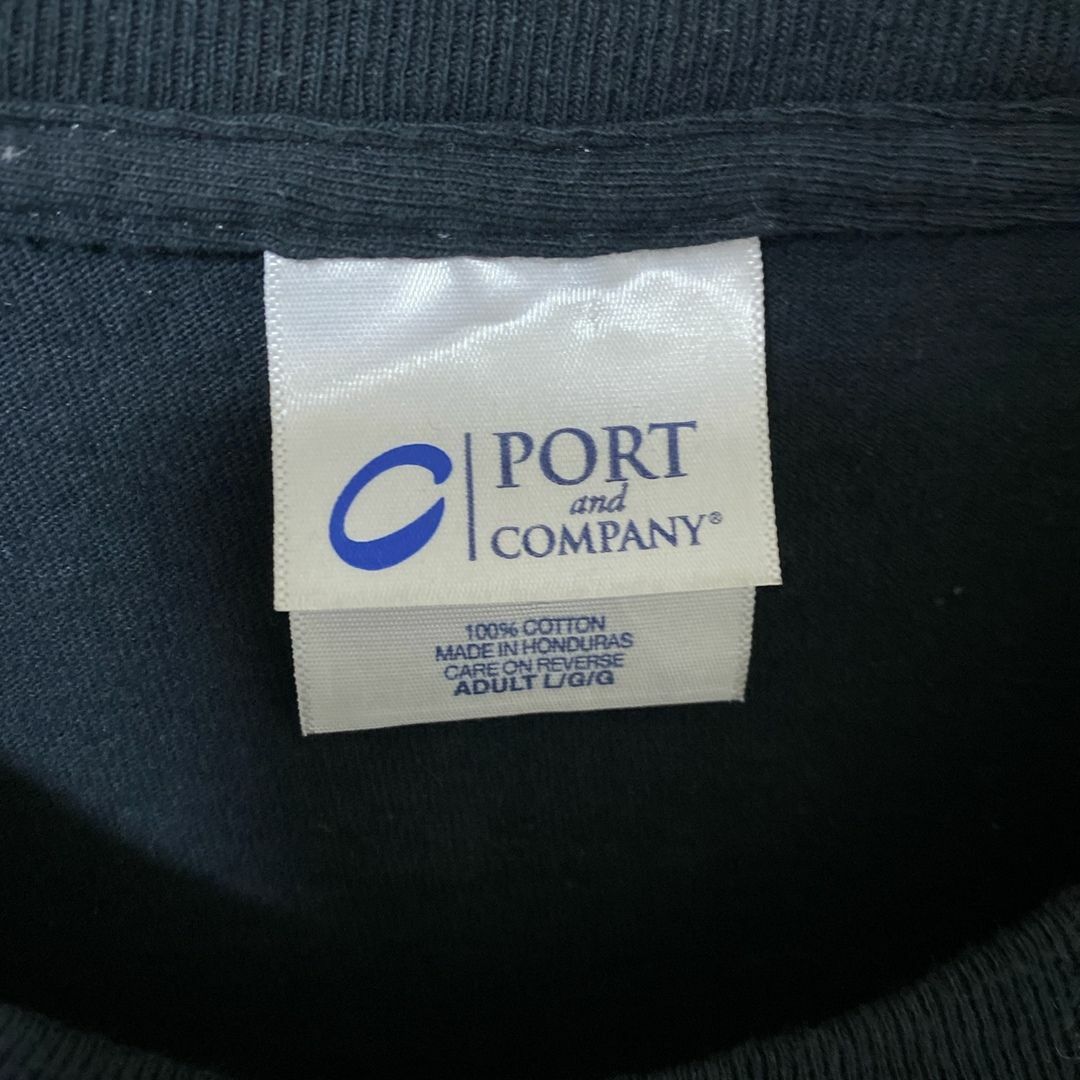 PORT
and
COMPANY®
100% COTTON
MADE IN HONDURAS
CARE ON REVERSE
ADULT L/G/G